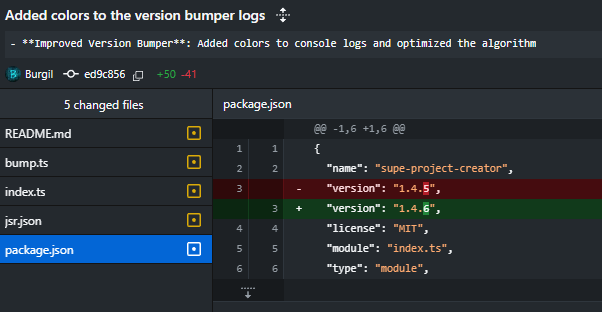 Added colors to the version bumper logs
- **Improved Version Bumper**: Added colors to console logs and optimized the algorithm
Burgil ed9c856 +50 -41
5 changed files
README.md
bump.ts
index.ts
jsr.json
package.json
package.json
@@ -1,6 +1,6 @@
1 1 {
2 2 "name": "supe-project-creator",
3 - "version": "1.4.5",
3 + "version": "1.4.6",
4 4 "license": "MIT",
5 5 "module": "index.ts",
6 6 "type": "module",